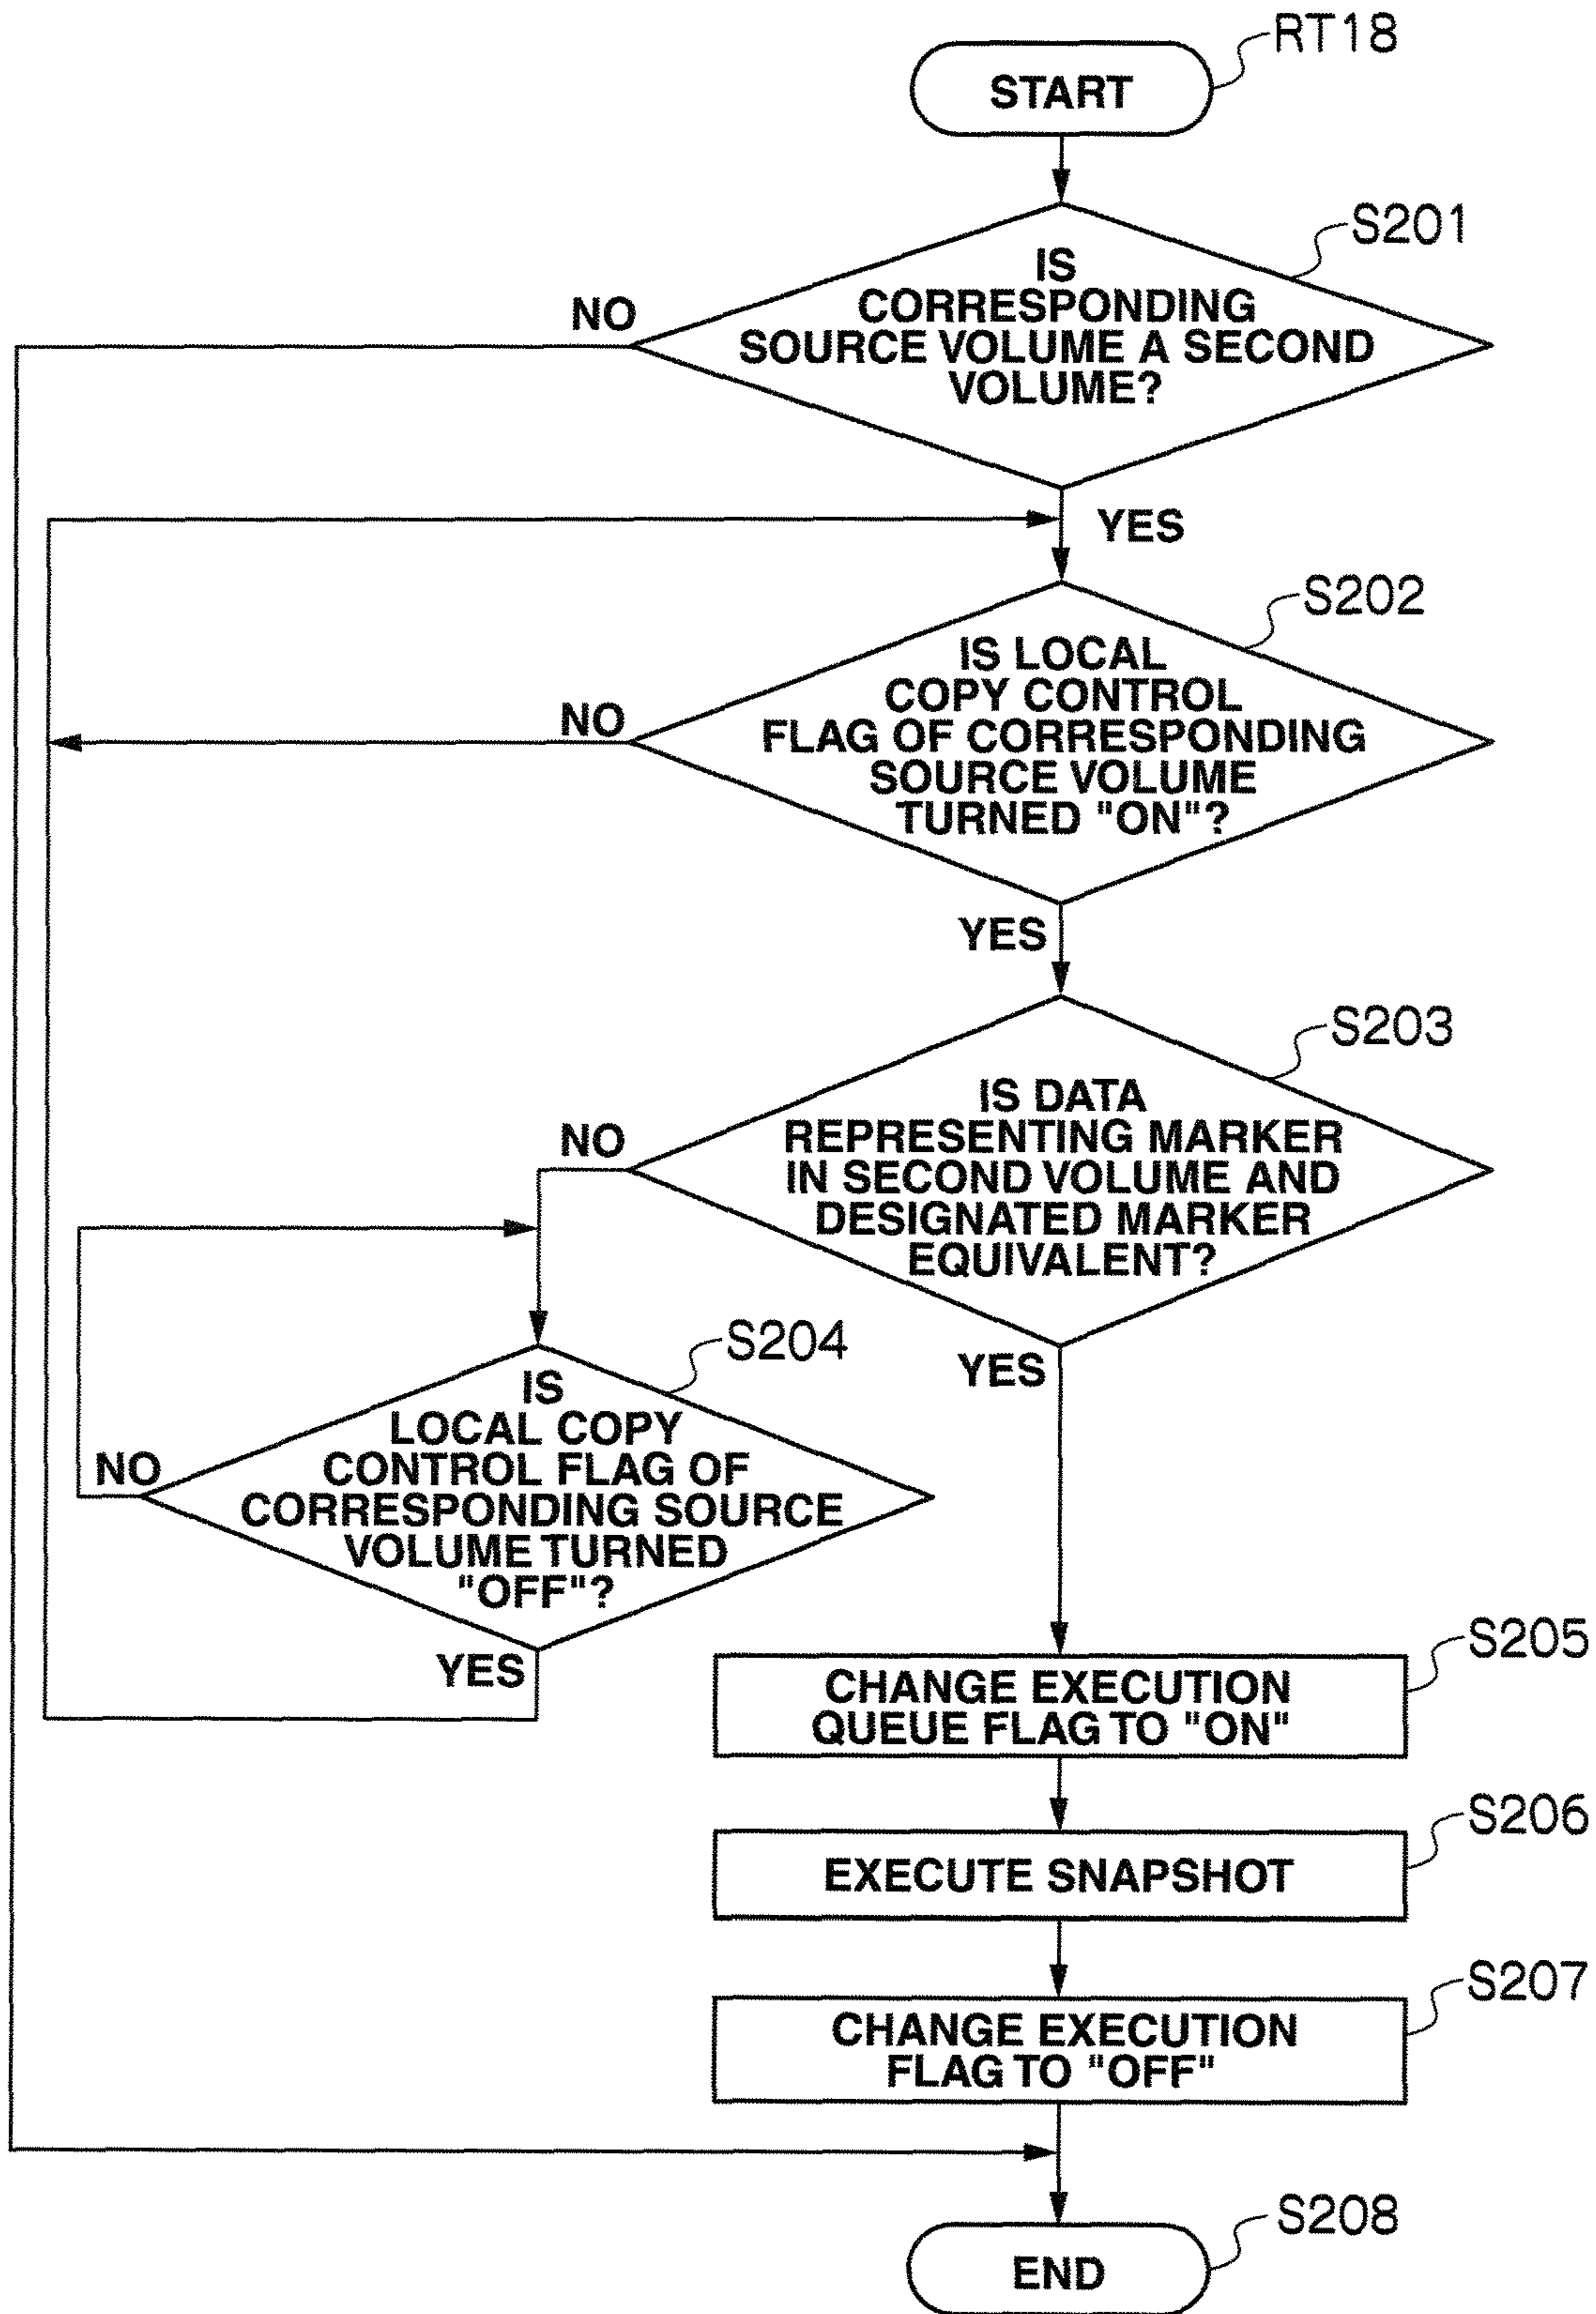 RT18
START
S201
IS
CORRESPONDING
SOURCE VOLUME A SECOND
VOLUME?
NO
YES
S202
IS LOCAL
COPY CONTROL
FLAG OF CORRESPONDING
SOURCE VOLUME
TURNED "ON"?
NO
YES
S203
IS DATA
REPRESENTING MARKER
IN SECOND VOLUME AND
DESIGNATED MARKER
EQUIVALENT?
NO
YES
S204
IS
LOCAL COPY
CONTROL FLAG OF
CORRESPONDING SOURCE
VOLUME TURNED
"OFF"?
NO
YES
S205
CHANGE EXECUTION
QUEUE FLAG TO "ON"
S206
EXECUTE SNAPSHOT
S207
CHANGE EXECUTION
FLAG TO "OFF"
S208
END